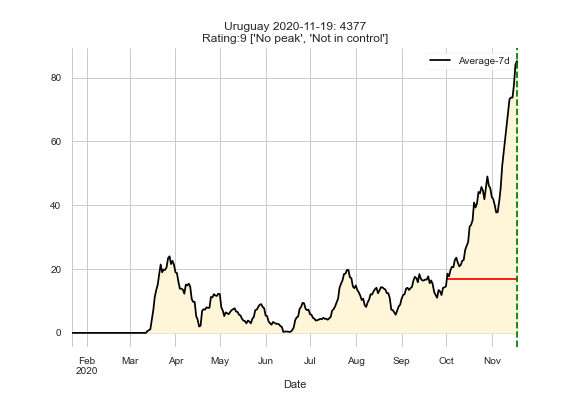 Uruguay 2020-11-19: 4377
Rating:9 ['No peak', 'Not in control']
Average-7d
80
60
40
20
0
Feb Mar Apr May Jun Jul Aug Sep Oct Nov
2020
Date